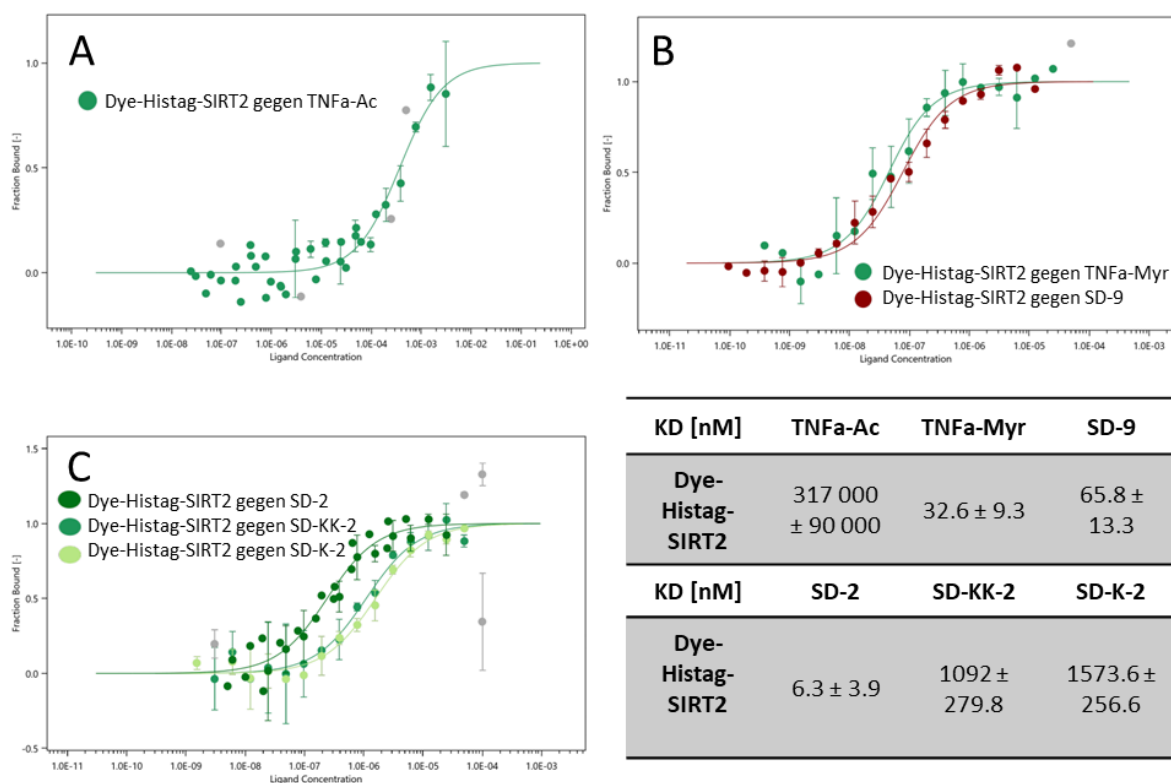 A
Dye-Histag-SIRT2 gegen TNFa-Ac
Fraction Bound [-]
1.0
0.5
0.0
1.0E-10 1.0E-09 1.0E-08 1.0E-07 1.0E-06 1.0E-05 1.0E-04 1.0E-03 1.0E-02 1.0E-01 1.0E+00
Ligand Concentration
B
Fraction Bound [-]
1.0
0.5
0.0
Dye-Histag-SIRT2 gegen TNFa-Myr
Dye-Histag-SIRT2 gegen SD-9
1.0E-11 1.0E-10 1.0E-09 1.0E-08 1.0E-07 1.0E-06 1.0E-05 1.0E-04 1.0E-03
Ligand Concentration
C
Dye-Histag-SIRT2 gegen SD-2
Dye-Histag-SIRT2 gegen SD-KK-2
Dye-Histag-SIRT2 gegen SD-K-2
Fraction Bound [-]
1.5
1.0
0.5
0.0
-0.5
1.0E-11 1.0E-10 1.0E-09 1.0E-08 1.0E-07 1.0E-06 1.0E-05 1.0E-04 1.0E-03
Ligand Concentration
KD [nM] TNFa-Ac TNFa-Myr SD-9
Dye-
Histag-
SIRT2
317 000
± 90 000
32.6 ± 9.3
65.8 ±
13.3
KD [nM] SD-2 SD-KK-2 SD-K-2
Dye-
Histag-
SIRT2
6.3 ± 3.9
1092 ±
279.8
1573.6 ±
256.6